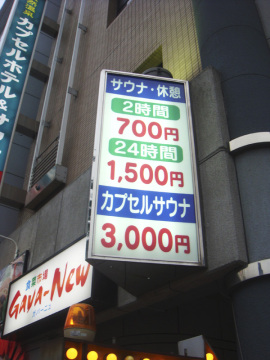 カプセルホテル&サウ
サウナ・休憩
2時間
700円
24時間
1,500円
カプセルサウナ
3,000円
GAVA-NEW